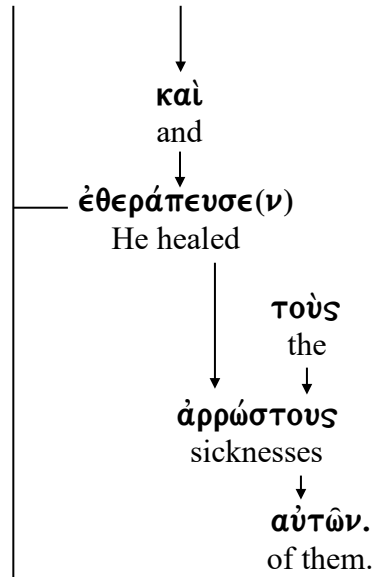 καὶ
and
ἐθεράπευσε(ν)
He healed
τοὺς
the
ἀρρώστους
sicknesses
αὐτῶν.
of them.